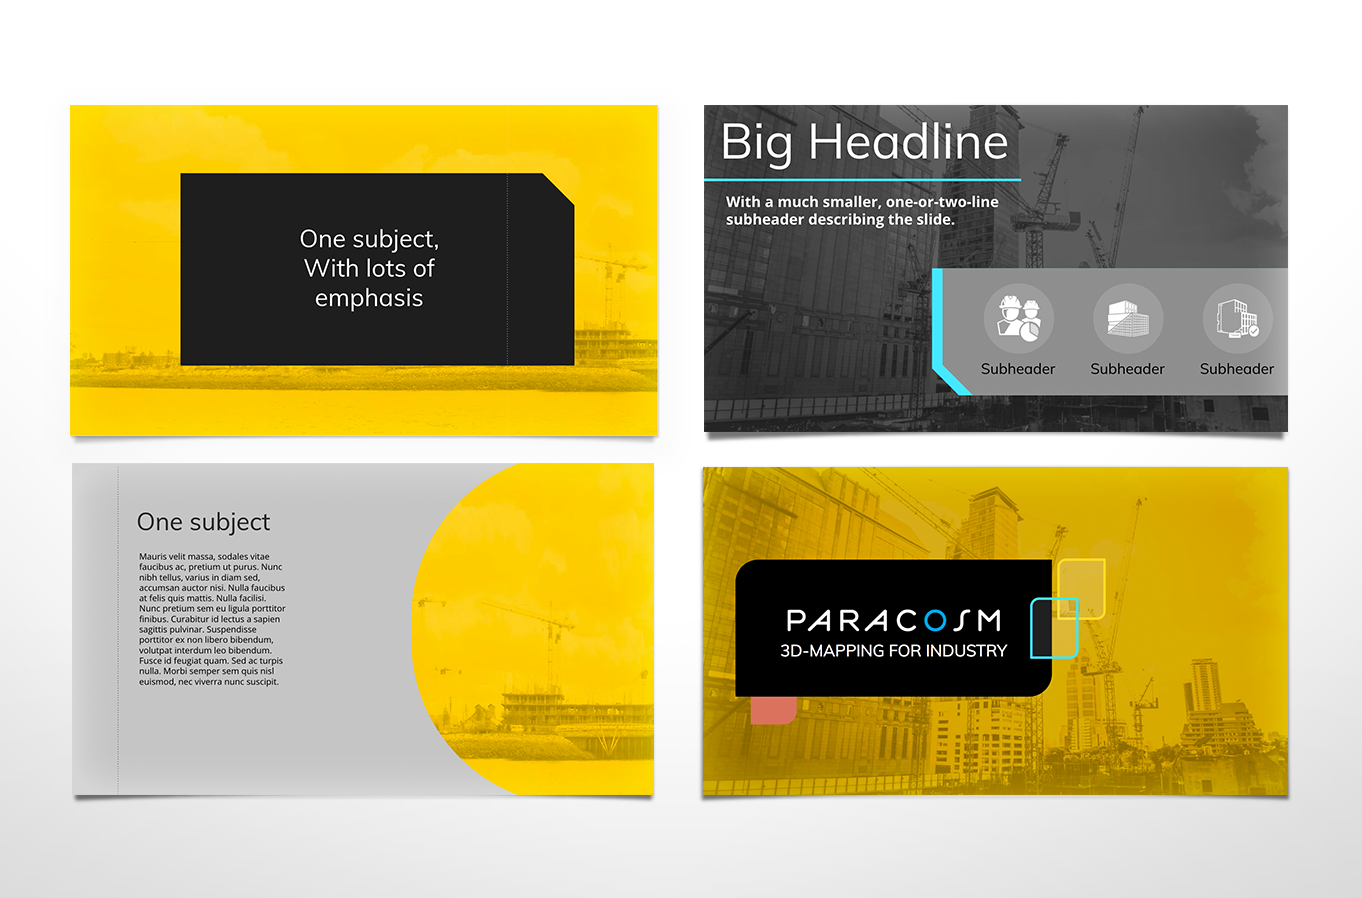 One subject,
With lots of
emphasis
Big Headline
With a much smaller, one-or-two-line
subheader describing the slide.
Subheader
Subheader
Subheader
One subject
Mauris velit massa, sodales vitae
faucibus ac, pretium ut purus. Nunc
nibh tellus, varius in diam sed,
accumsan auctor nisi. Nulla faucibus
at felis quis mattis. Nulla facilisi.
Nunc pretium sem eu ligula porttitor
finibus. Curabitur id lectus a sapien
sagittis pulvinar. Suspendisse
porttitor ex non libero bibendum,
volutpat interdum leo bibendum.
Fusce id feugiat quam. Sed ac turpis
nulla. Morbi semper sem quis nisl
euismod, nec viverra nunc suscipit.
PARACOSM
3D-MAPPING FOR INDUSTRY